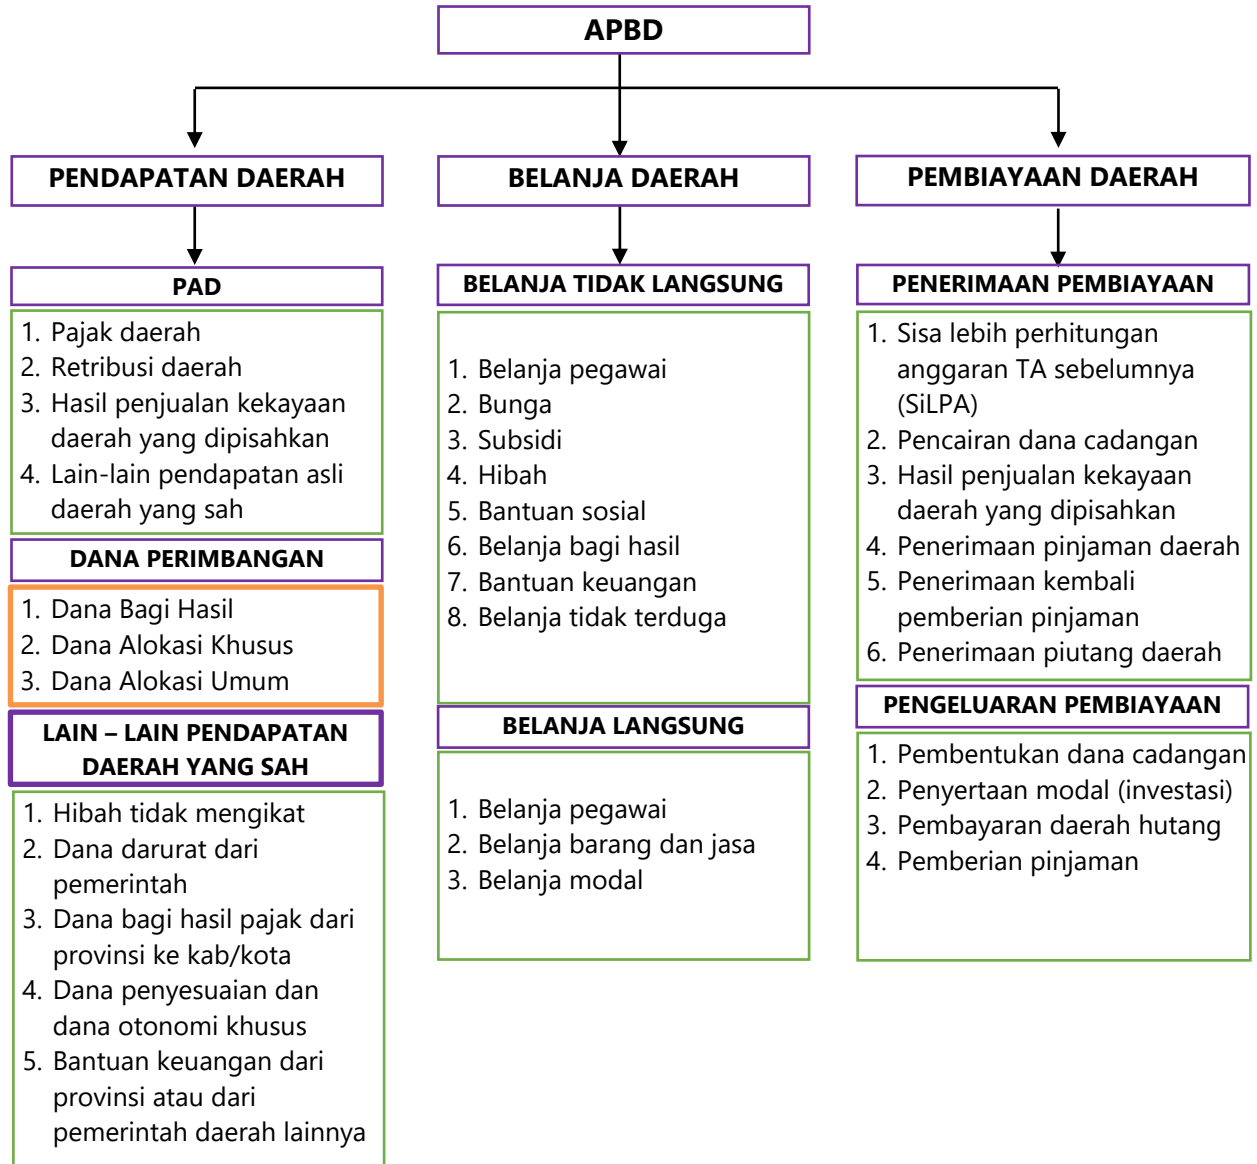 APBD
PENDAPATAN DAERAH
PAD
1. Pajak daerah
2. Retribusi daerah
3. Hasil penjualan kekayaan
daerah yang dipisahkan
4. Lain-lain pendapatan asli
daerah yang sah
DANA PERIMBANGAN
1. Dana Bagi Hasil
2. Dana Alokasi Khusus
3. Dana Alokasi Umum
LAIN – LAIN PENDAPATAN
DAERAH YANG SAH
1. Hibah tidak mengikat
2. Dana darurat dari
pemerintah
3. Dana bagi hasil pajak dari
provinsi ke kab/kota
4. Dana penyesuaian dan
dana otonomi khusus
5. Bantuan keuangan dari
provinsi atau dari
pemerintah daerah lainnya
BELANJA DAERAH
BELANJA TIDAK LANGSUNG
1. Belanja pegawai
2. Bunga
3. Subsidi
4. Hibah
5. Bantuan sosial
6. Belanja bagi hasil
7. Bantuan keuangan
8. Belanja tidak terduga
BELANJA LANGSUNG
1. Belanja pegawai
2. Belanja barang dan jasa
3. Belanja modal
PEMBIAYAAN DAERAH
PENERIMAAN PEMBIAYAAN
1. Sisa lebih perhitungan
anggaran TA sebelumnya
(SiLPA)
2. Pencairan dana cadangan
3. Hasil penjualan kekayaan
daerah yang dipisahkan
4. Penerimaan pinjaman daerah
5. Penerimaan kembali
pemberian pinjaman
6. Penerimaan piutang daerah
PENGELUARAN PEMBIAYAAN
1. Pembentukan dana cadangan
2. Penyertaan modal (investasi)
3. Pembayaran daerah hutang
4. Pemberian pinjaman